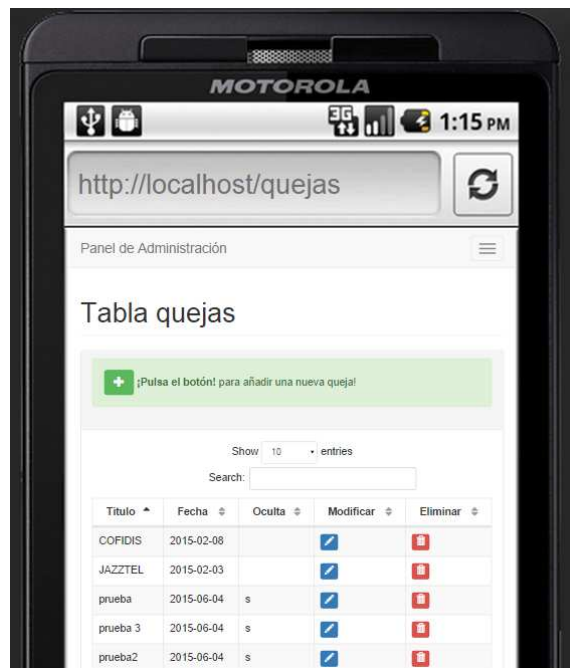 MOTOROLA
3G 1:15 PM
http://localhost/quejas
Panel de Administración
Tabla quejas
¡Pulsa el botón! para añadir una nueva queja!
Show 10 entries
Search:
Titulo Fecha Oculta Modificar Eliminar
COFIDIS 2015-02-08
JAZZTEL 2015-02-03
prueba 2015-06-04 s
prueba 3 2015-06-04 s
prueba2 2015-06-04 s